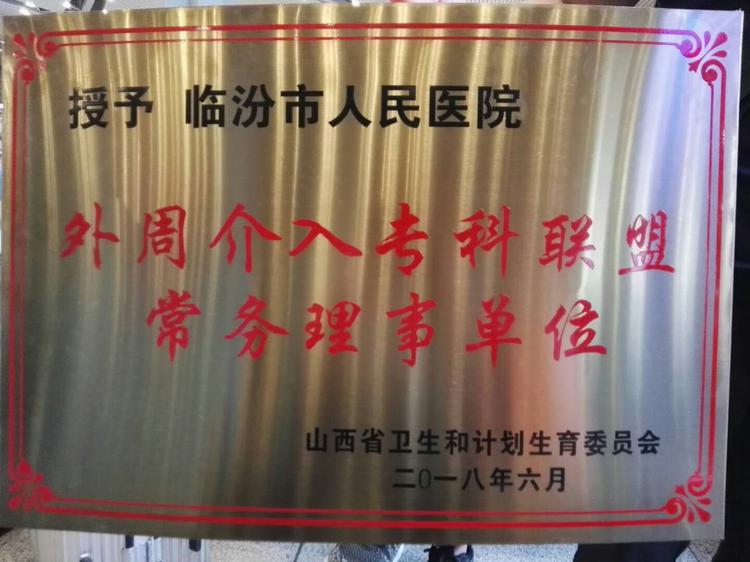 授予 临汾市人民医院
外周介入专科联盟
常务理事单位
山西省卫生和计划生育委员会
二0一八年六月